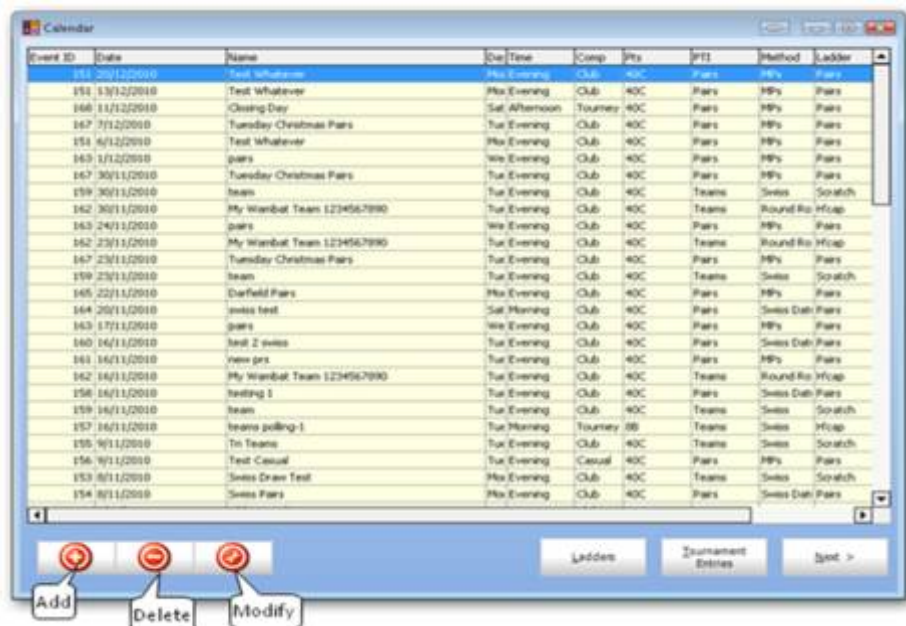 Calendar
Event ID Date Name Da Time Comp Pts PTI Method Ladder
151 20/12/2010 Test Whatever Mo Evening Club 40C Pairs MPs Pairs
151 13/12/2010 Test Whatever Mo Evening Club 40C Pairs MPs Pairs
168 11/12/2010 Closing Day Sat Afternoon Tourney 40C Pairs MPs Pairs
167 7/12/2010 Tuesday Christmas Pairs Tue Evening Club 40C Pairs MPs Pairs
151 6/12/2010 Test Whatever Mo Evening Club 40C Pairs MPs Pairs
163 1/12/2010 pairs We Evening Club 40C Pairs MPs Pairs
167 30/11/2010 Tuesday Christmas Pairs Tue Evening Club 40C Pairs MPs Pairs
159 30/11/2010 team Tue Evening Club 40C Teams Swiss Scratch
162 30/11/2010 My Wambat Team 1234567890 Tue Evening Club 40C Teams Round Ro H'cap
163 24/11/2010 pairs We Evening Club 40C Pairs MPs Pairs
162 23/11/2010 My Wambat Team 1234567890 Tue Evening Club 40C Teams Round Ro H'cap
167 23/11/2010 Tuesday Christmas Pairs Tue Evening Club 40C Pairs MPs Pairs
159 23/11/2010 team Tue Evening Club 40C Teams Swiss Scratch
165 22/11/2010 Darfield Pairs Mo Evening Club 40C Pairs MPs Pairs
164 20/11/2010 swiss test Sat Morning Club 40C Pairs Swiss Dat Pairs
163 17/11/2010 pairs We Evening Club 40C Pairs MPs Pairs
160 16/11/2010 test 2 swiss Tue Evening Club 40C Pairs Swiss Dat Pairs
161 16/11/2010 new prs Tue Evening Club 40C Pairs MPs Pairs
162 16/11/2010 My Wambat Team 1234567890 Tue Evening Club 40C Teams Round Ro H'cap
158 16/11/2010 testing 1 Tue Evening Club 40C Pairs Swiss Dat Pairs
159 16/11/2010 team Tue Evening Club 40C Teams Swiss Scratch
157 16/11/2010 teams polling-1 Tue Morning Tourney 8B Teams Swiss H'cap
155 9/11/2010 Tri Teams Tue Evening Club 40C Teams Swiss Scratch
156 9/11/2010 Test Casual Tue Evening Casual 40C Pairs MPs Pairs
153 8/11/2010 Swiss Draw Test Mo Evening Club 40C Teams Swiss Scratch
154 8/11/2010 Swiss Pairs Mo Evening Club 40C Pairs Swiss Dat Pairs
Ladders
Tournament
Entries
Next >
Add
Delete
Modify